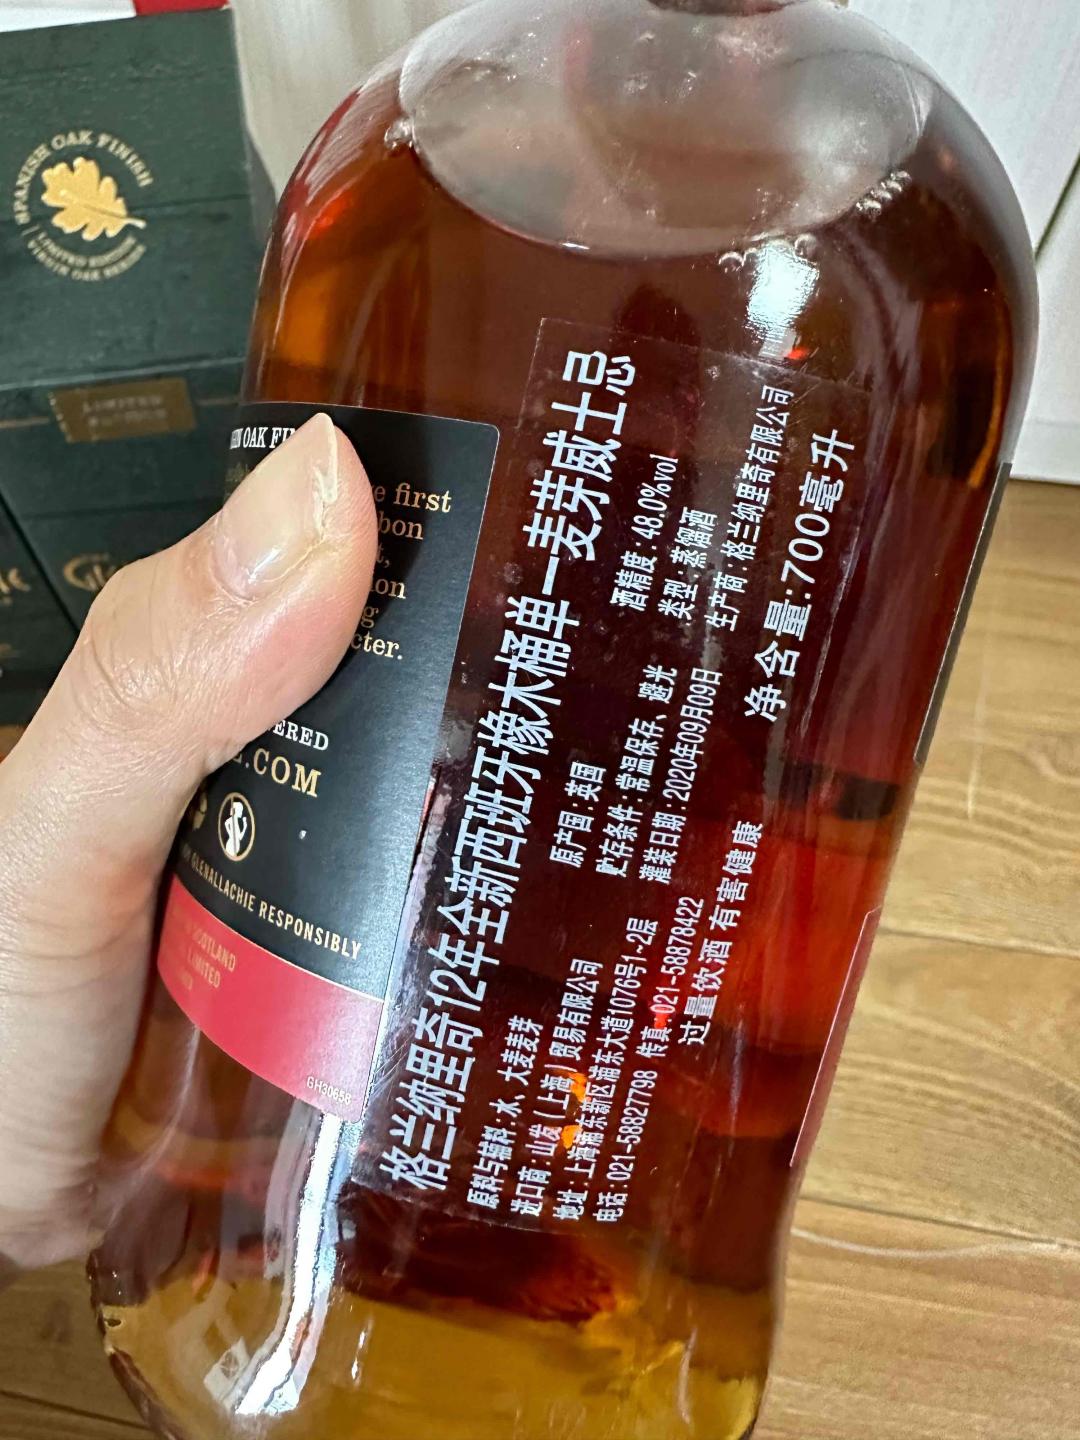 SPANISH OAK FINISH
LIMITED EDITION
VIRGIN OAK SERIES
LIMITED
OAK
first
bon
ion
cter.
.COM
GLENALLACHIE RESPONSIBLY
SCOTLAND
LIMITED
GH30658
格兰纳里奇12年全新西班牙橡木桶单一麦芽威士忌
原料与辅料:水、大麦麦芽
进口商:山发(上海)贸易有限公司
地址:上海浦东新区浦东大道1076号1-2层
电话:021-58827798 传真:021-58878422
原产国:英国
贮存条件:常温保存、避光
灌装日期:2020年09月09日
酒精度:48.0%vol
类型:蒸馏酒
生产商:格兰纳里奇有限公司
过量饮酒 有害健康
净含量:700毫升